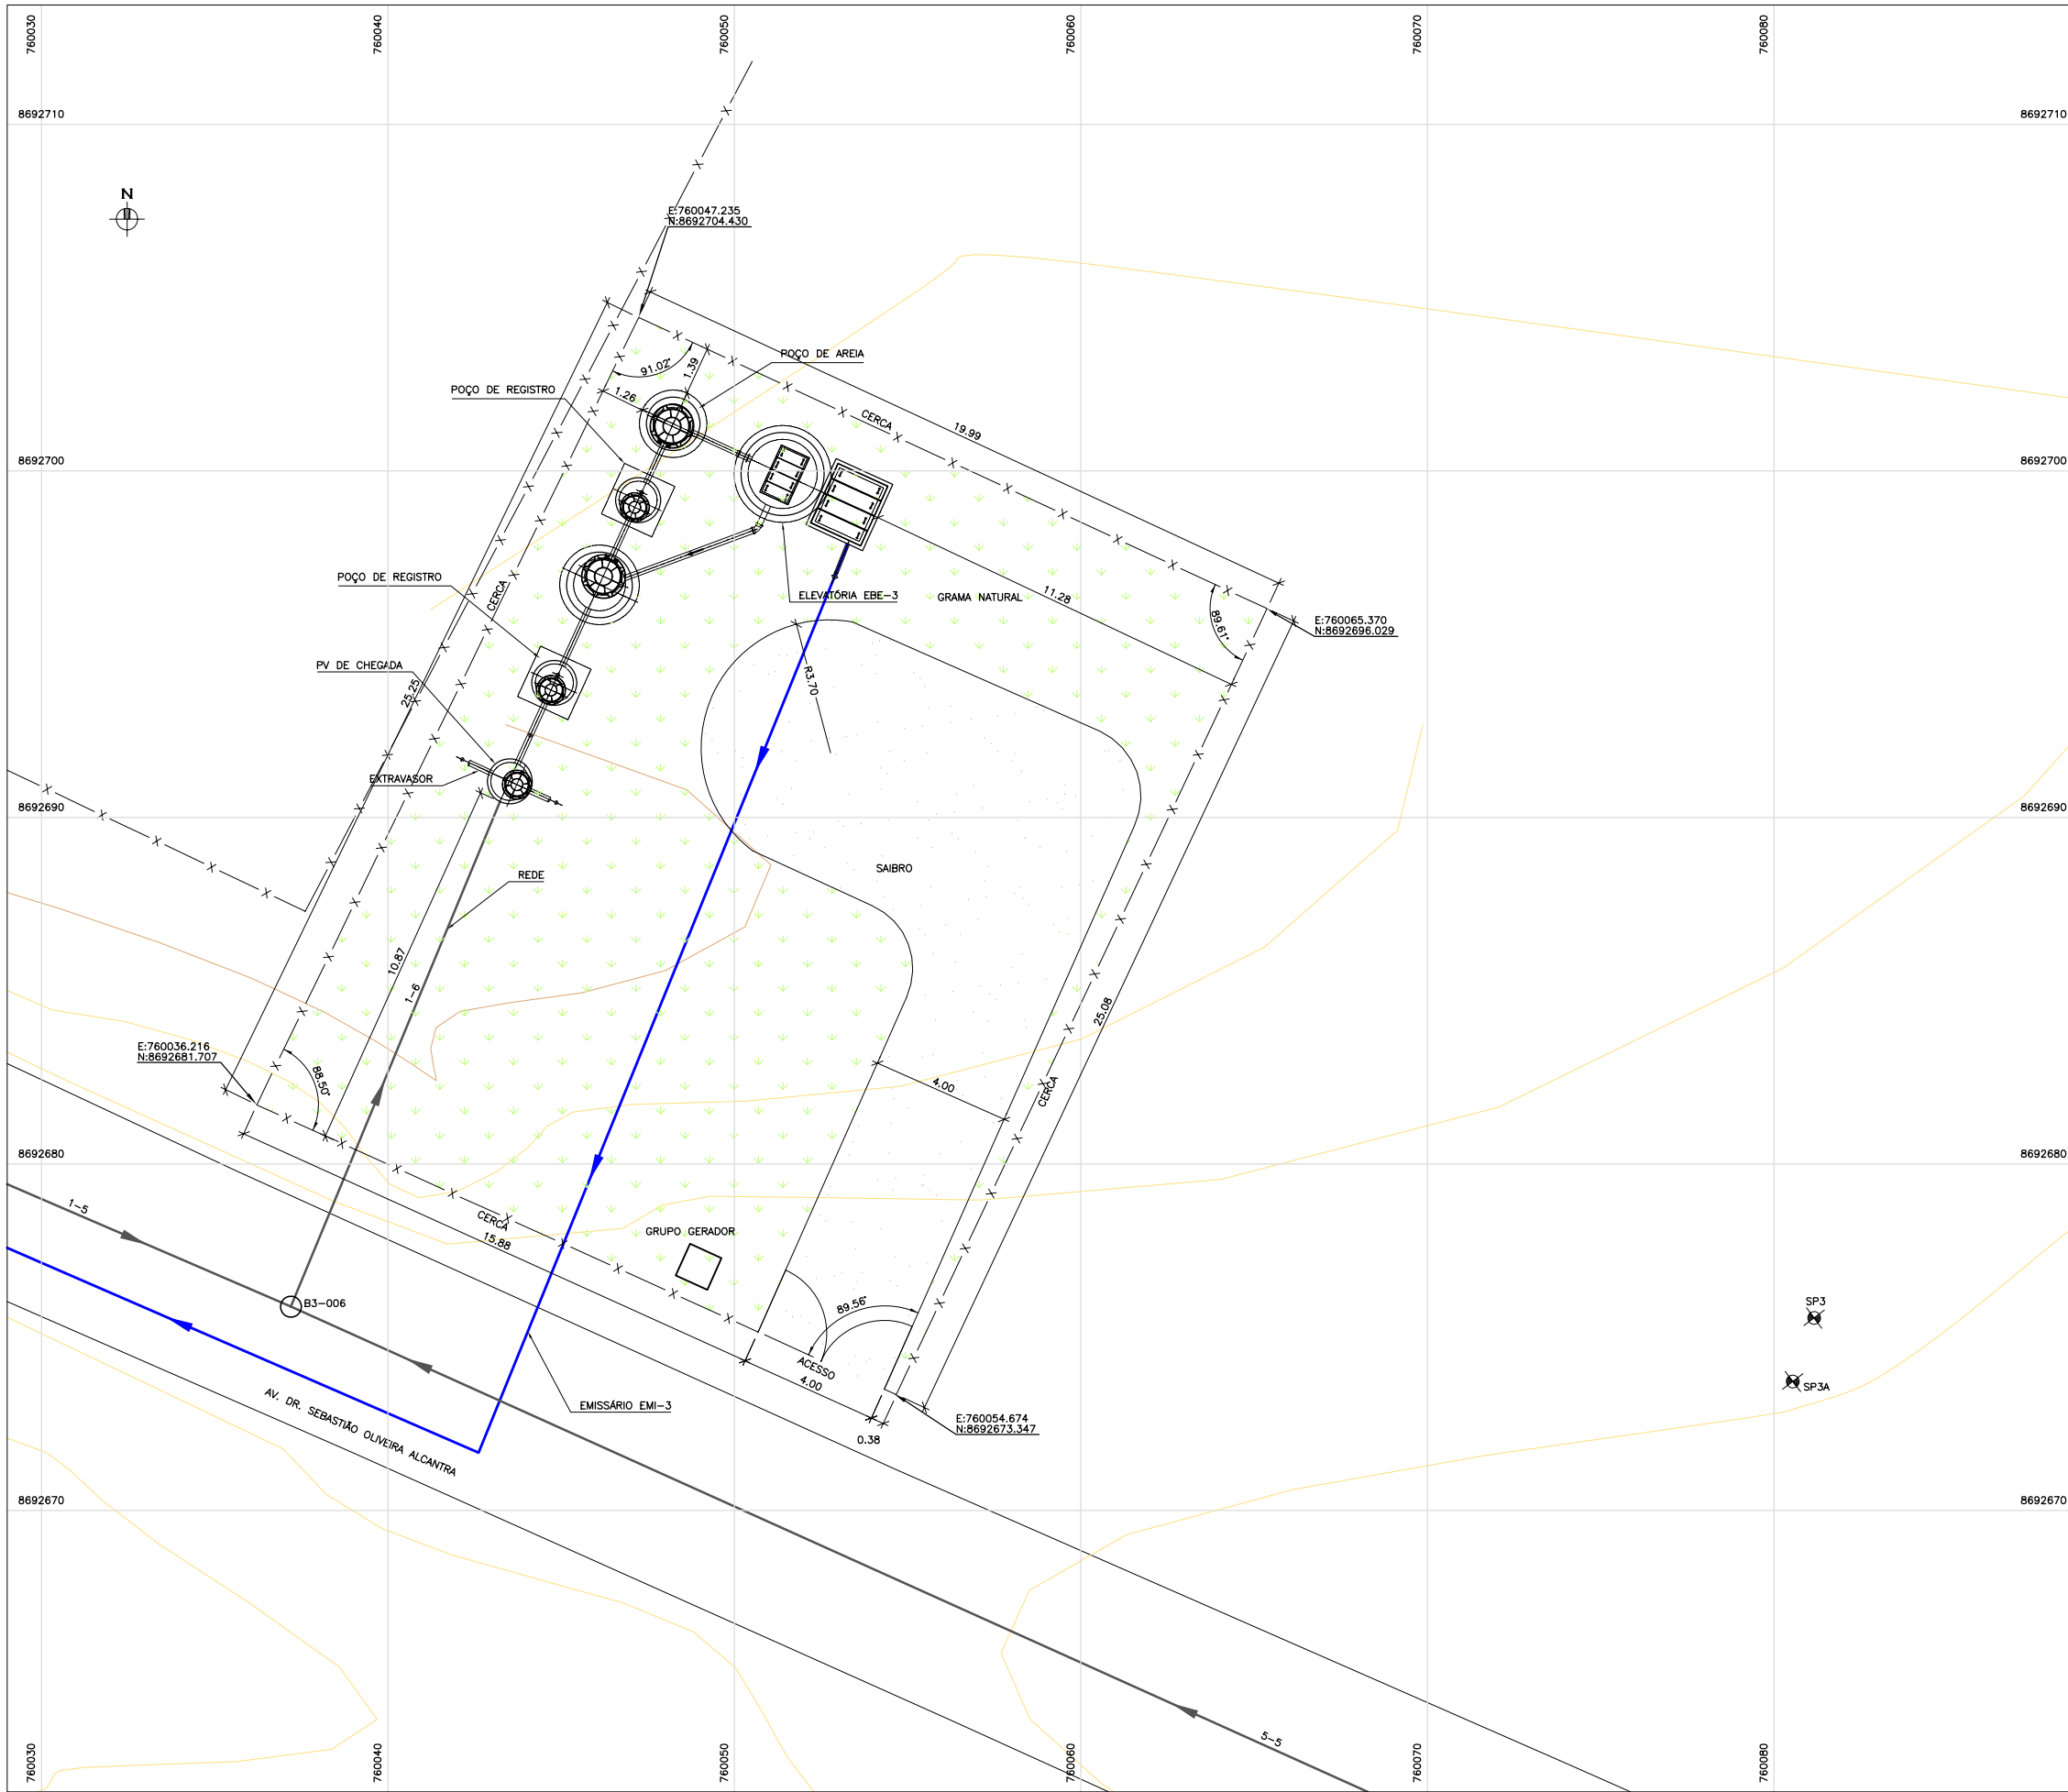 760030
760040
750050
760060
760070
760080
8692710
8692710
N
E:760047.235
N:8692704.430
POÇO DE AREIA
91.02°
1.39
POÇO DE REGISTRO
1.26
CERCA
19.99
8692700
8692700
POÇO DE REGISTRO
CERCA
ELEVATÓRIA EBE-3
GRAMA NATURAL
11.28
89.61°
E:760065.370
N:8692696.029
PV DE CHEGADA
R3.70
25.25
EXTRAVASOR
8692690
8692690
REDE
SAIBRO
10.87
1-6
25.08
E:760036.216
N:8692681.707
88.50°
4.00
CERCA
8692680
8692680
1-5
CERCA
15.88
GRUPO GERADOR
B3-006
89.56°
SP3
ACESSO
4.00
SP3A
AV. DR. SEBASTIÃO OLIVEIRA ALCANTRA
EMISSÁRIO EMI-3
E:760054.674
N:8692673.347
0.38
8692670
8692670
5-5
760030
760040
760050
760060
760070
760080